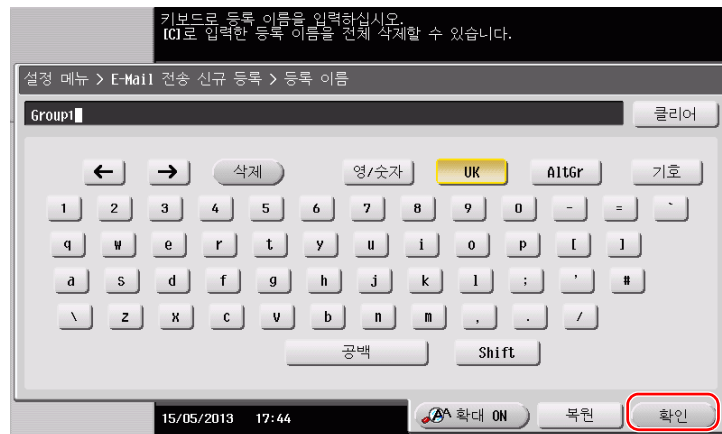 키보드로 등록 이름을 입력하십시오.
[C]로 입력한 등록 이름을 전체 삭제할 수 있습니다.
설정 메뉴 > E-Mail 전송 신규 등록 > 등록 이름
Group1 클리어
← → 삭제 영/숫자 UK AltGr 기호
1 2 3 4 5 6 7 8 9 0 - = `
q w e r t y u i o p [ ]
a s d f g h j k l ; ' #
\ z x c v b n m , . /
공백 Shift
15/05/2013 17:44 확대 ON 복원 확인